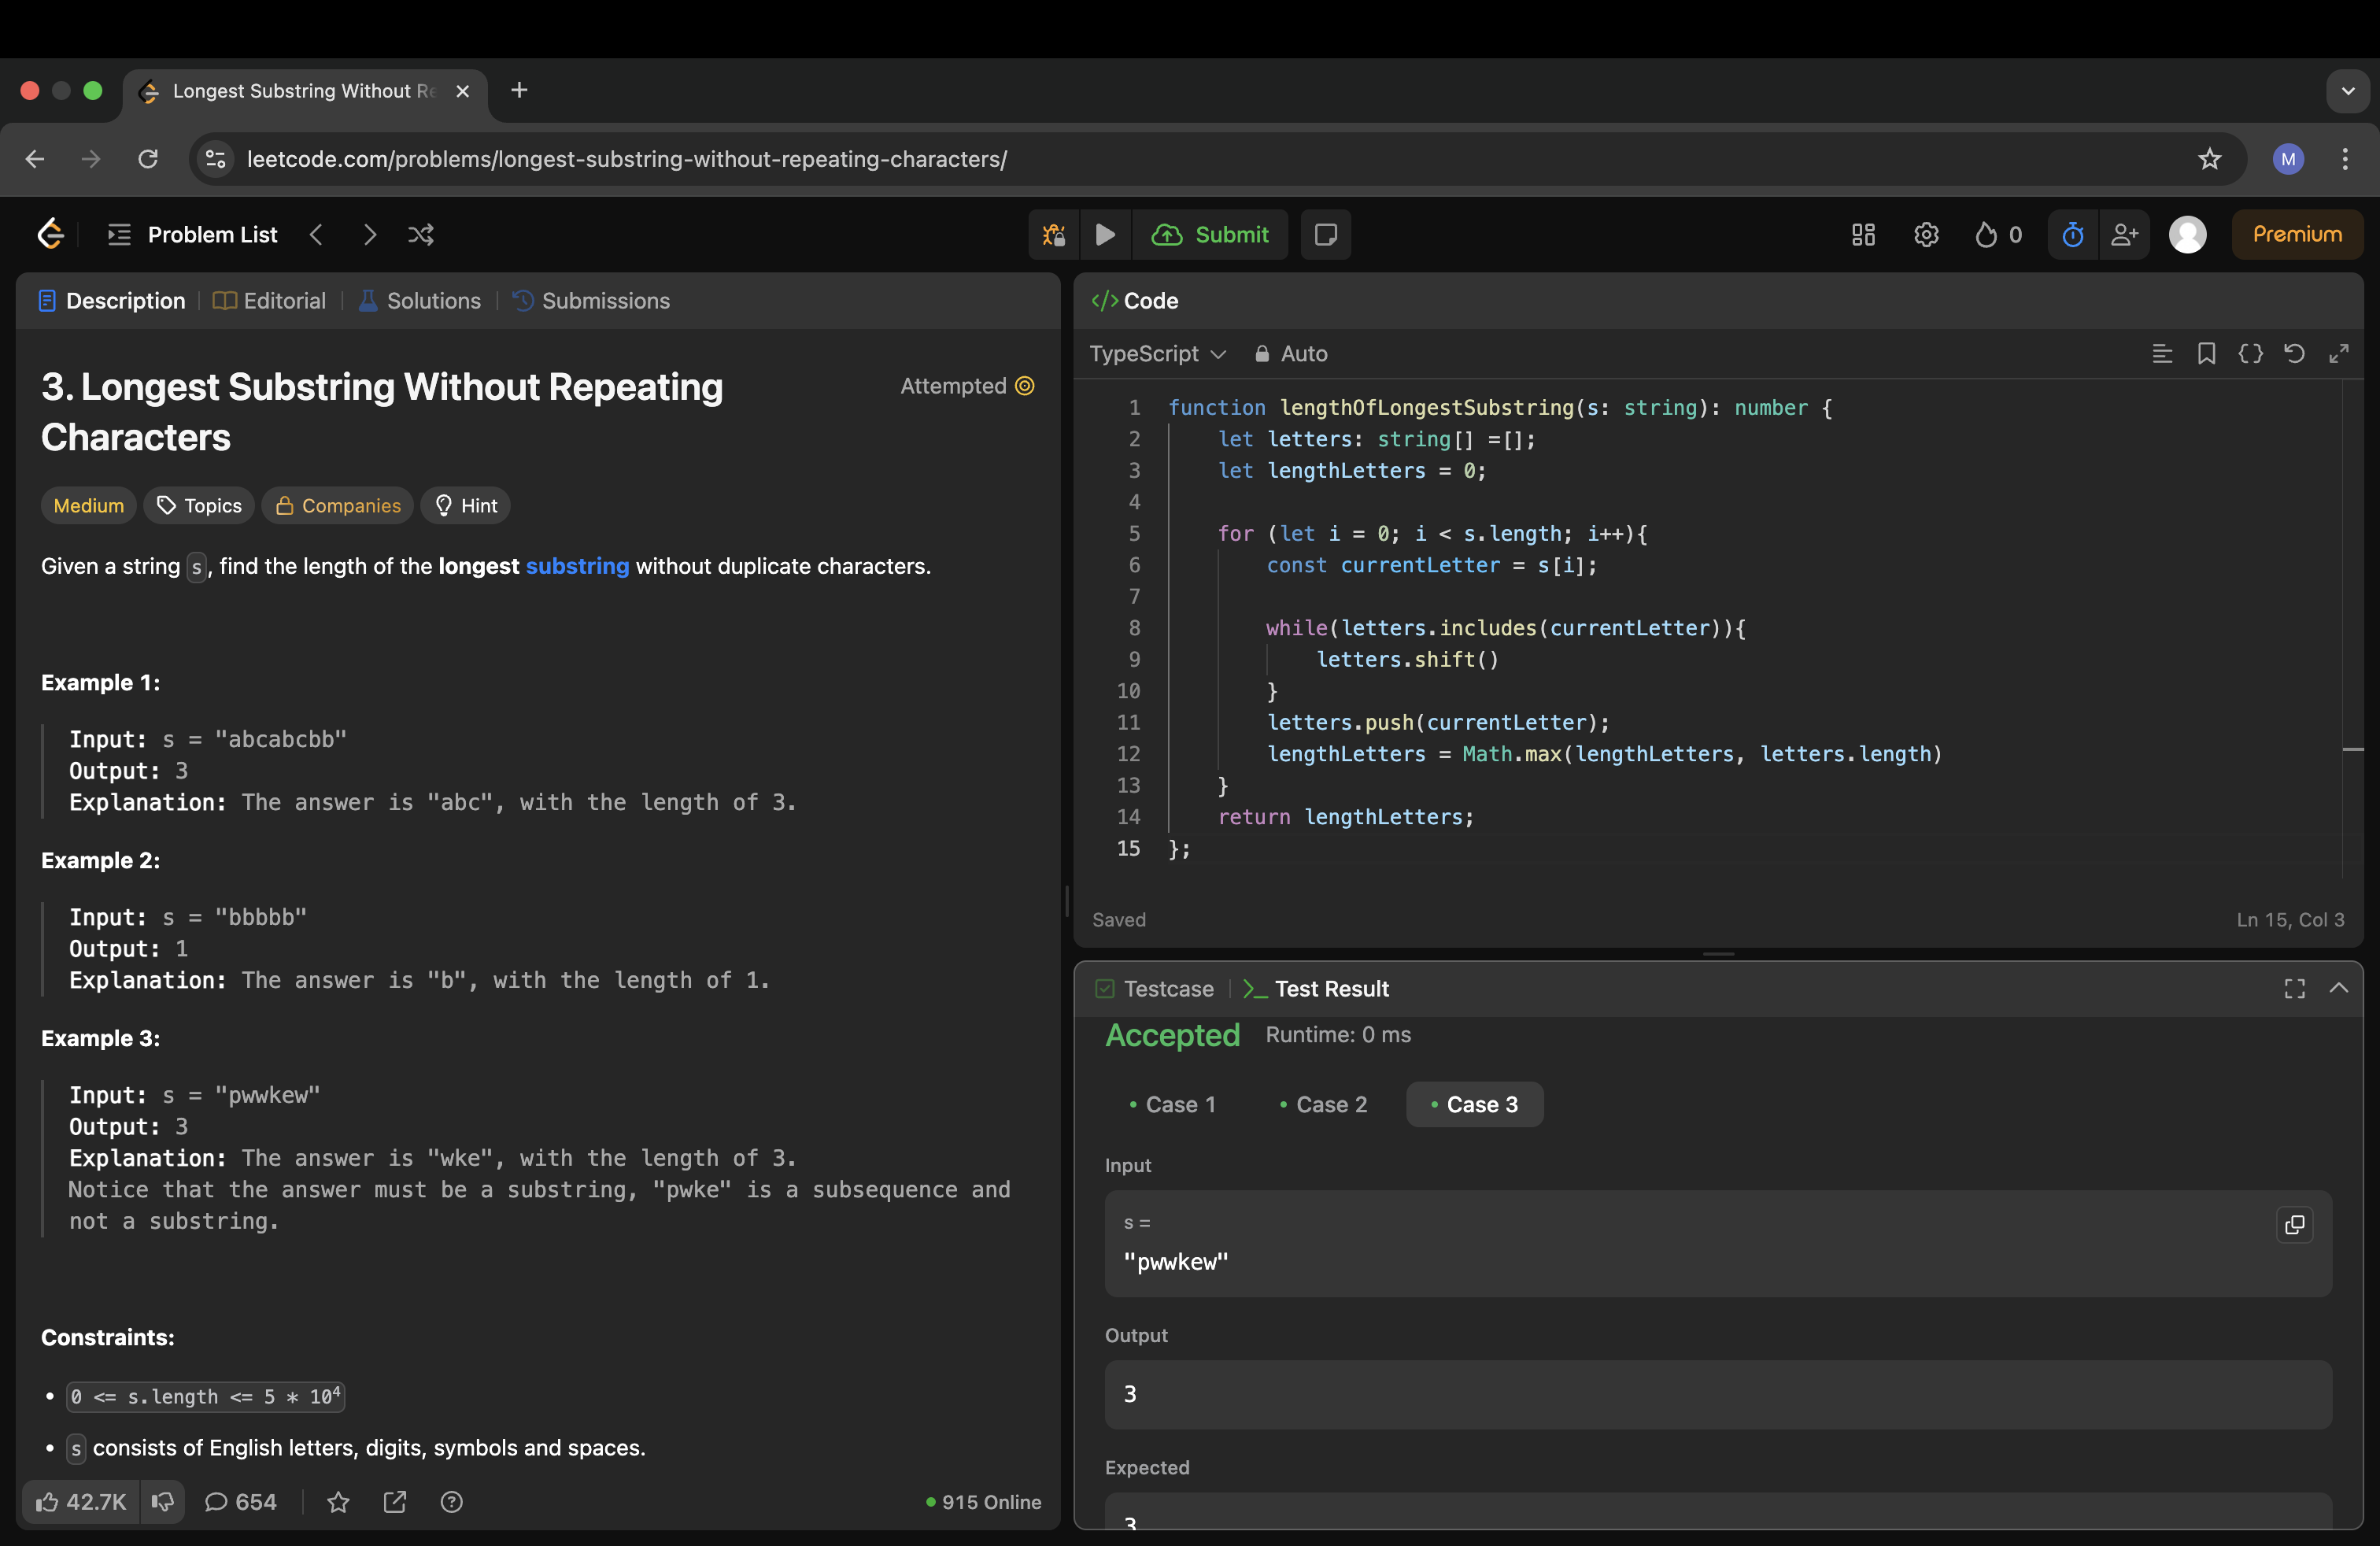 Longest Substring Without Re
leetcode.com/problems/longest-substring-without-repeating-characters/
M
Problem List
Submit
0
Premium
Description
Editorial
Solutions
Submissions
3. Longest Substring Without Repeating
Characters
Attempted
Medium
Topics
Companies
Hint
Given a string s, find the length of the longest substring without duplicate characters.
Example 1:
Input: s = "abcabcbb"
Output: 3
Explanation: The answer is "abc", with the length of 3.
Example 2:
Input: s = "bbbbb"
Output: 1
Explanation: The answer is "b", with the length of 1.
Example 3:
Input: s = "pwwkew"
Output: 3
Explanation: The answer is "wke", with the length of 3.
Notice that the answer must be a substring, "pwke" is a subsequence and
not a substring.
Constraints:
• 0 <= s.length <= 5 * 10⁴
• s consists of English letters, digits, symbols and spaces.
42.7K
654
915 Online
</> Code
TypeScript
Auto
1 function lengthOfLongestSubstring(s: string): number {
2     let letters: string[] =[];
3     let lengthLetters = 0;
4
5     for (let i = 0; i < s.length; i++){
6         const currentLetter = s[i];
7
8         while(letters.includes(currentLetter)){
9             letters.shift()
10         }
11         letters.push(currentLetter);
12         lengthLetters = Math.max(lengthLetters, letters.length)
13     }
14     return lengthLetters;
15 };
Saved
Ln 15, Col 3
Testcase
Test Result
Accepted
Runtime: 0 ms
• Case 1
• Case 2
• Case 3
Input
s =
"pwwkew"
Output
3
Expected
3